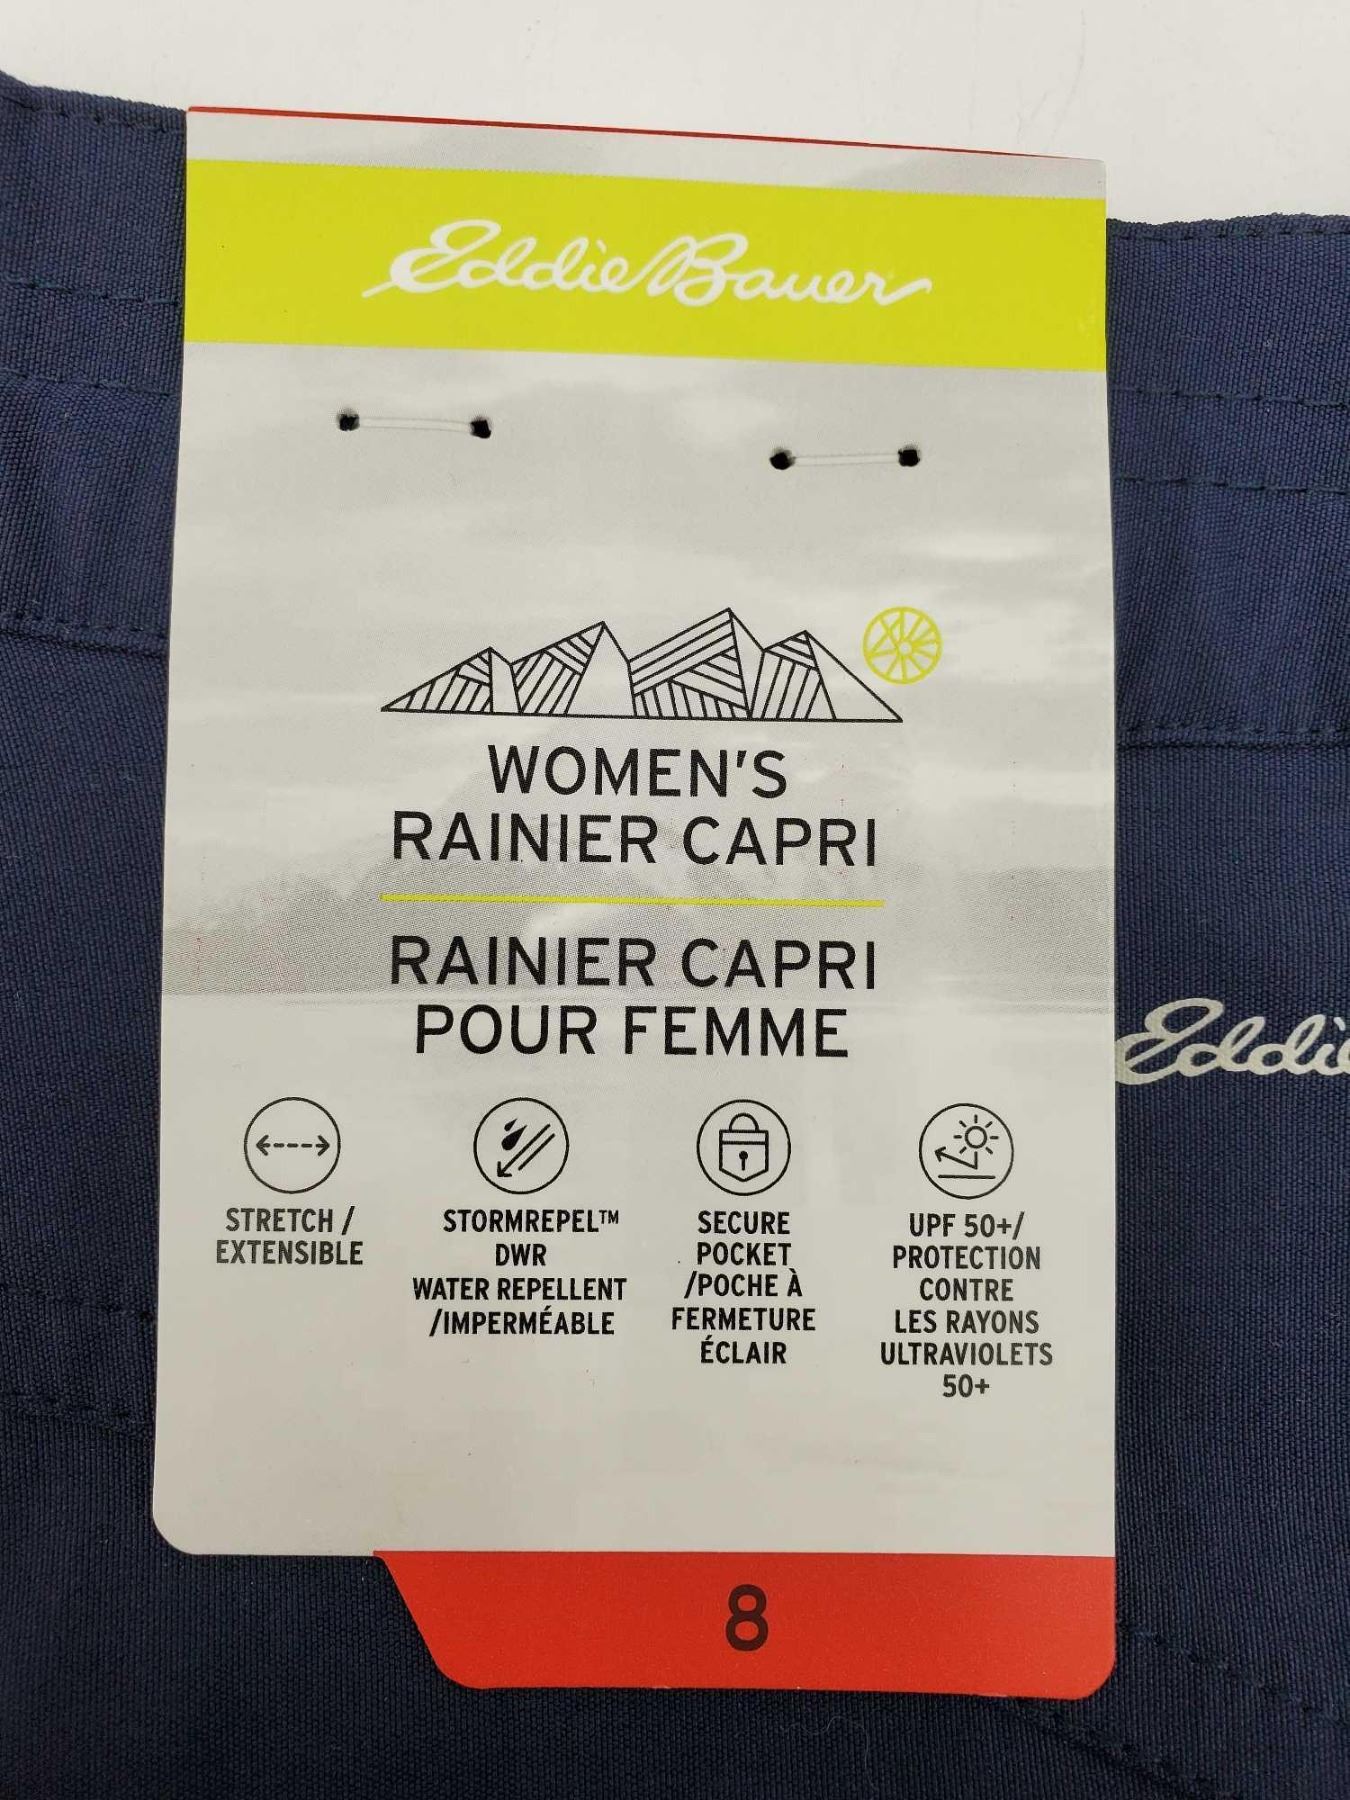 Eddie Bauer
WOMEN'S
RAINIER CAPRI
RAINIER CAPRI
POUR FEMME
STRETCH /
EXTENSIBLE
STORMREPEL™
DWR
WATER REPELLENT
/IMPERMÉABLE
SECURE
POCKET
/POCHE À
FERMETURE
ÉCLAIR
UPF 50+/
PROTECTION
CONTRE
LES RAYONS
ULTRAVIOLETS
50+
Eddie
8